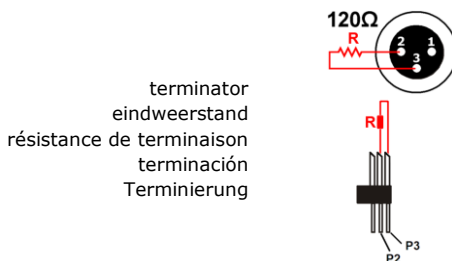 120Ω
R
2 1
3
terminator
eindweerstand
résistance de terminaison
terminación
Terminierung
R
P3
P2